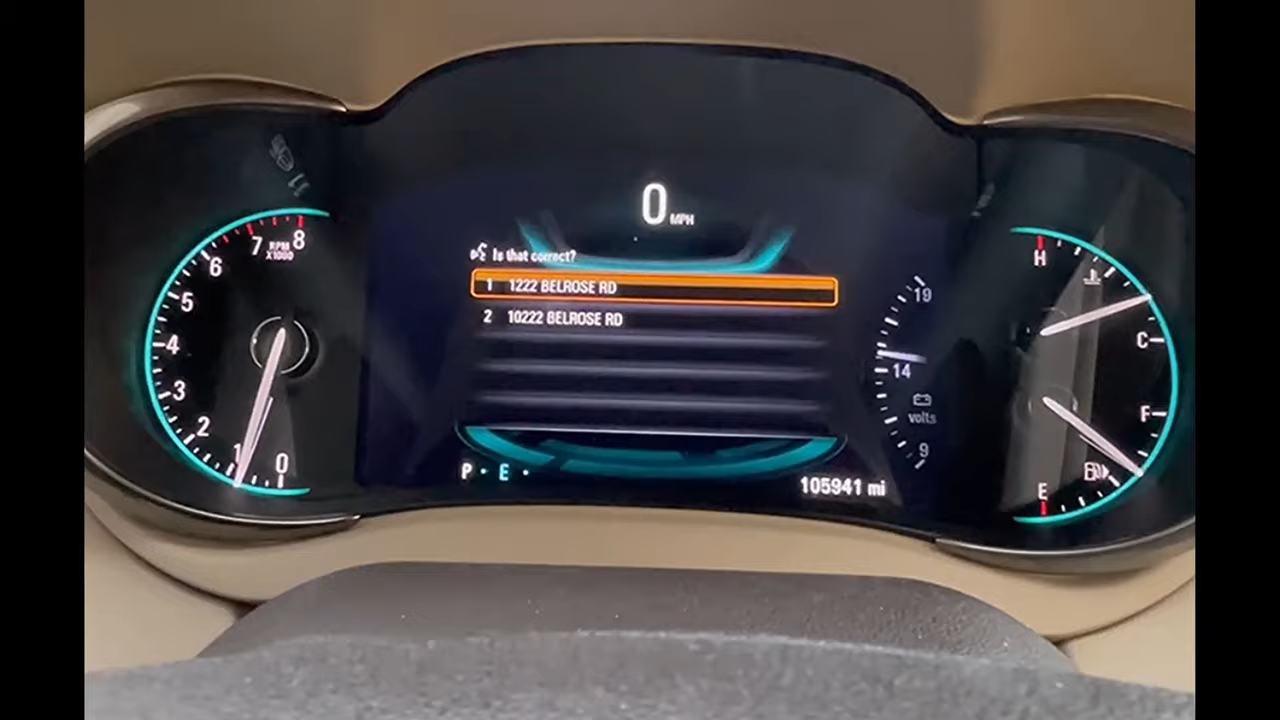 0 MPH
Is that correct?
1 1222 BELROSE RD
2 10222 BELROSE RD
P · E ·
105941 mi
8
7
RPM
X1000
6
5
4
3
2
1
0
19
14
volts
9
H
C
F
E